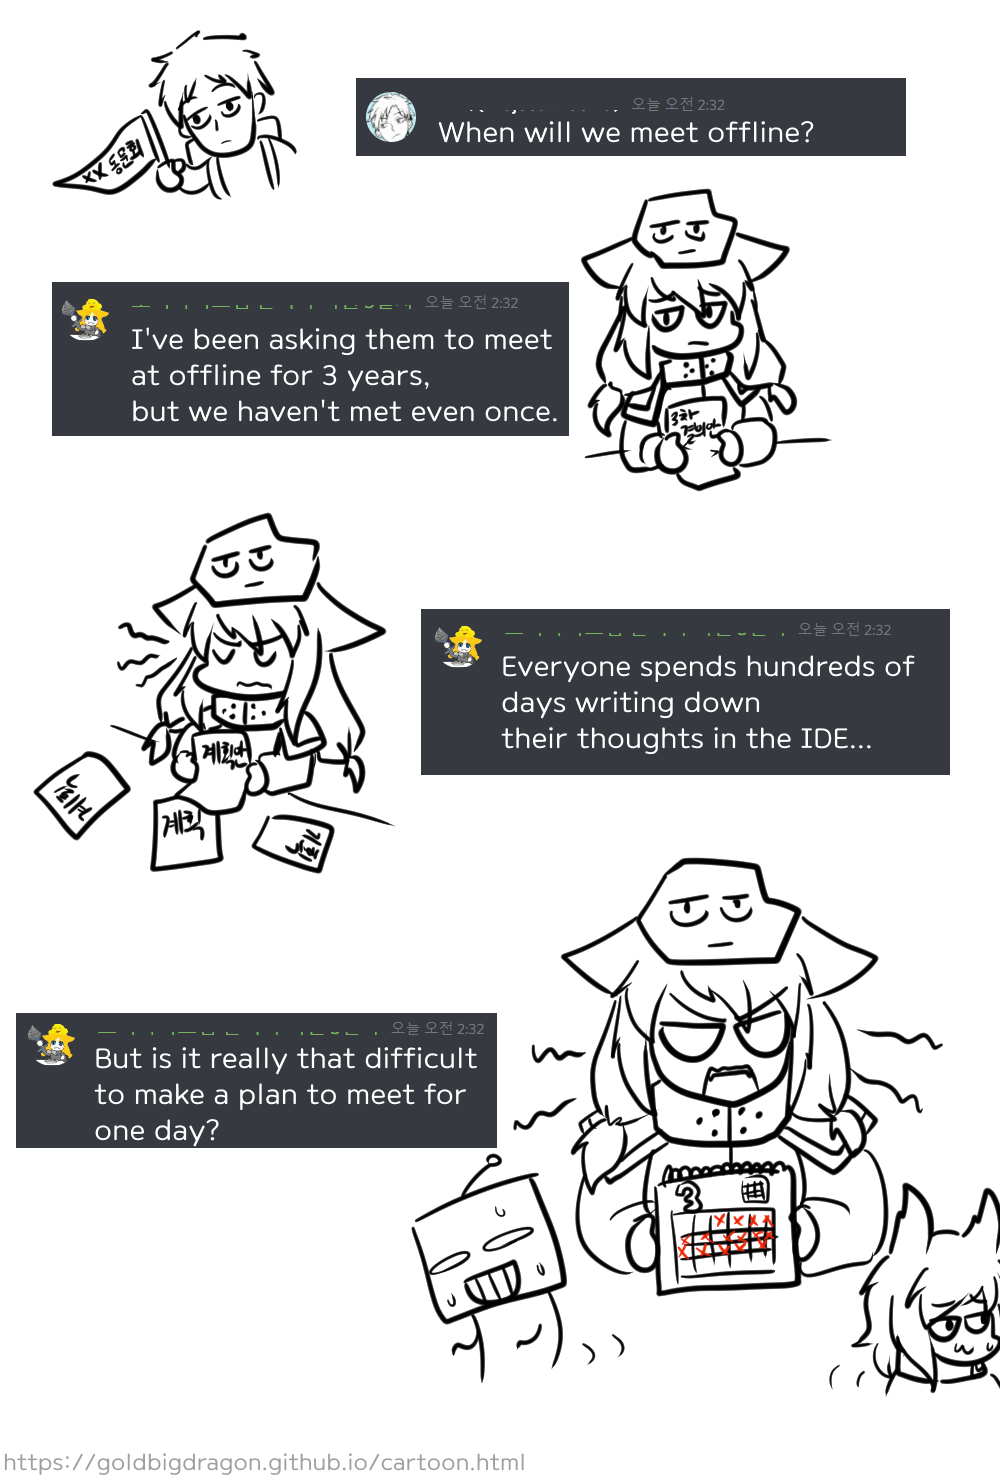 xX 동문회
오늘 오전 2:32
When will we meet offline?
오늘 오전 2:32
I've been asking them to meet
at offline for 3 years,
but we haven't met even once.
3차
결의안
오늘 오전 2:32
Everyone spends hundreds of
days writing down
their thoughts in the IDE...
계획안
계획
오늘 오전 2:32
But is it really that difficult
to make a plan to meet for
one day?
3
https://goldbigdragon.github.io/cartoon.html